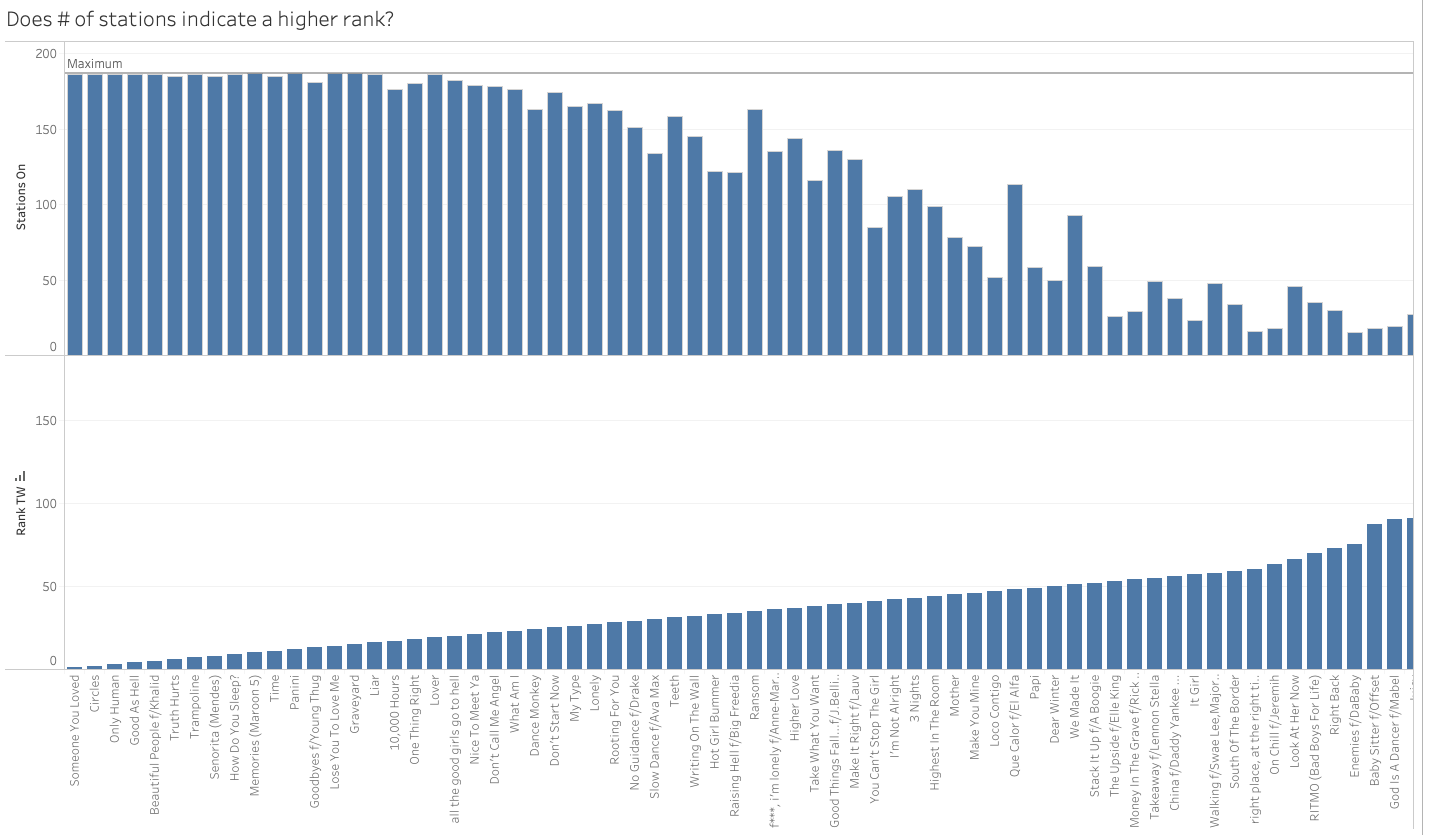 Does # of stations indicate a higher rank?
200
Maximum
150
100
50
0
Stations On
150
100
50
0
Rank TW
Someone You Loved
Circles
Only Human
Good As Hell
Beautiful People f/Khalid
Truth Hurts
Trampoline
Senorita (Mendes)
How Do You Sleep?
Memories (Maroon 5)
Time
Panini
Goodbyes f/Young Thug
Lose You To Love Me
Graveyard
Liar
10,000 Hours
One Thing Right
Lover
all the good girls go to hell
Nice To Meet Ya
Don't Call Me Angel
What Am I
Dance Monkey
Don't Start Now
My Type
Lonely
Rooting For You
No Guidance f/Drake
Slow Dance f/Ava Max
Teeth
Writing On The Wall
Hot Girl Bummer
Raising Hell f/Big Freedia
Ransom
f***, i'm lonely f/Anne-Mar..
Higher Love
Take What You Want
Good Things Fall...f/J.Belli..
Make It Right f/Lauv
You Can't Stop The Girl
I'm Not Alright
3 Nights
Highest In The Room
Mother
Make You Mine
Loco Contigo
Que Calor f/El Alfa
Papi
Dear Winter
We Made It
Stack It Up f/A Boogie
The Upside f/Elle King
Money In The Grave f/Rick ..
Takeaway f/Lennon Stella
China f/Daddy Yankee ...
It Girl
Walking f/Swae Lee,Major..
South Of The Border
right place, at the right ti..
On Chill f/Jeremih
Look At Her Now
RITMO (Bad Boys For Life)
Right Back
Enemies f/DaBaby
Baby Sitter f/Offset
God Is A Dancer f/Mabel